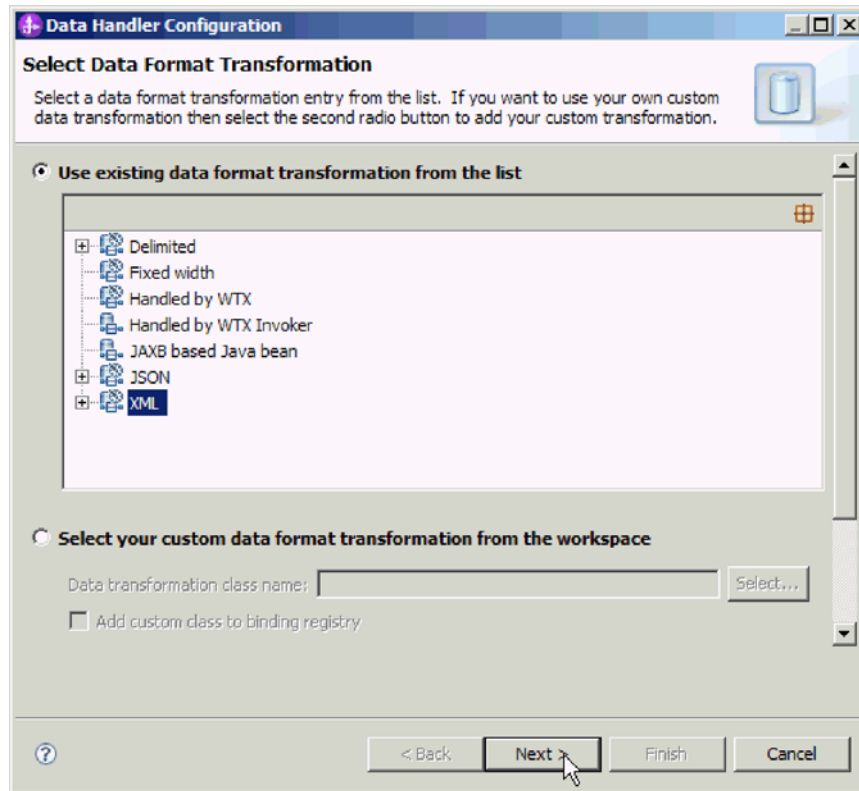 Data Handler Configuration
Select Data Format Transformation
Select a data format transformation entry from the list. If you want to use your own custom
data transformation then select the second radio button to add your custom transformation.
Use existing data format transformation from the list
Delimited
Fixed width
Handled by WTX
Handled by WTX Invoker
JAXB based Java bean
JSON
XML
Select your custom data format transformation from the workspace
Data transformation class name:
Select...
Add custom class to binding registry
?
< Back
Next >
Finish
Cancel